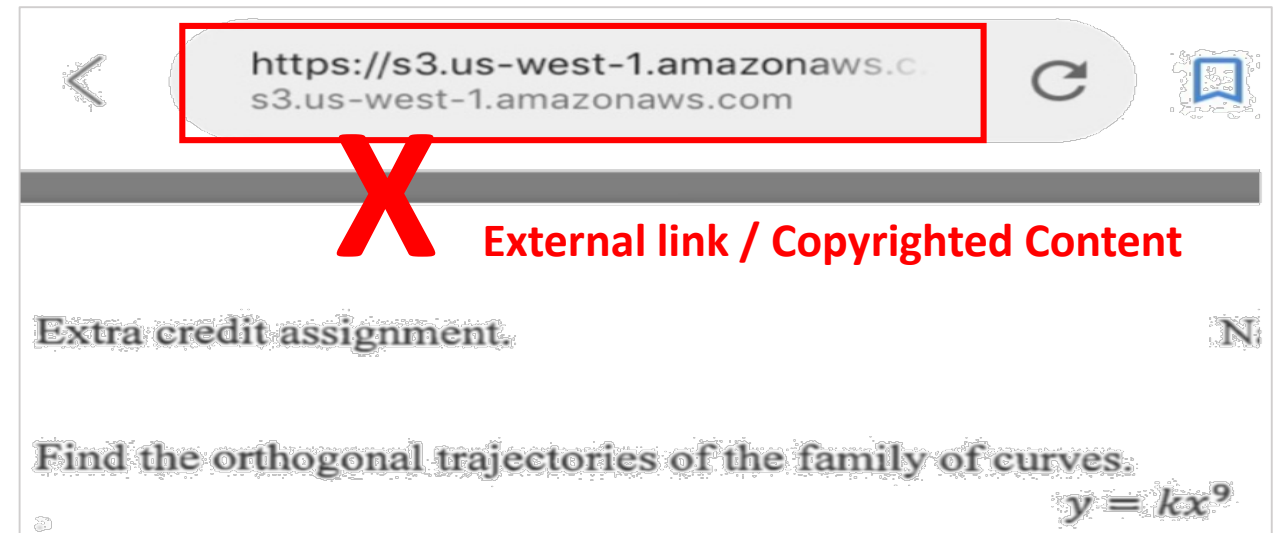 https://s3.us-west-1.amazonaws.c.
s3.us-west-1.amazonaws.com
X
External link / Copyrighted Content
Extra credit assignment.
Find the orthogonal trajectories of the family of curves.
y = kx⁹